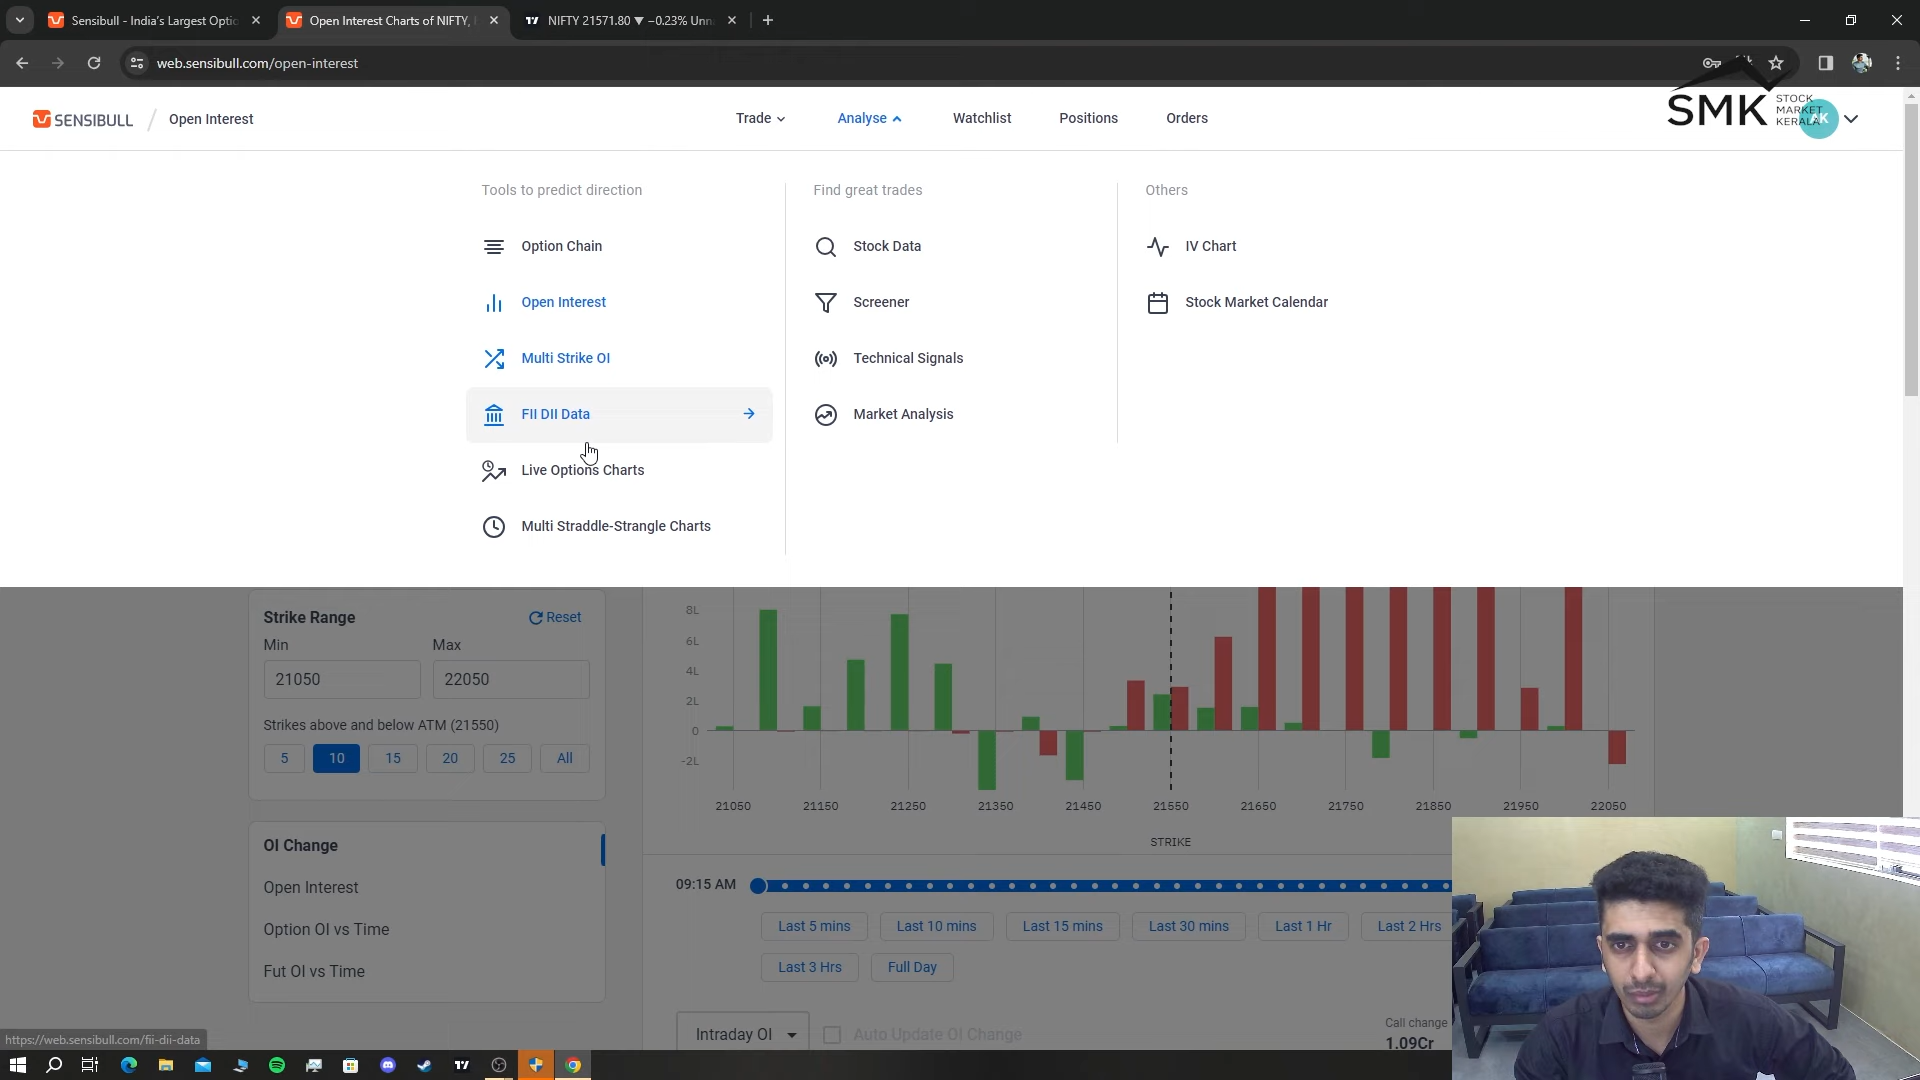 Sensibull - India's Largest Optio
Open Interest Charts of NIFTY,
NIFTY 21571.80 ▼ −0.23% Unn
web.sensibull.com/open-interest
SENSIBULL / Open Interest
Trade
Analyse
Watchlist
Positions
Orders
SMK STOCK MARKET KERALA
AK
Tools to predict direction
Find great trades
Others
Option Chain
Stock Data
IV Chart
Open Interest
Screener
Stock Market Calendar
Multi Strike OI
Technical Signals
FII DII Data
Market Analysis
Live Options Charts
Multi Straddle-Strangle Charts
Strike Range
Reset
Min
Max
21050
22050
Strikes above and below ATM (21550)
5 10 15 20 25 All
OI Change
Open Interest
Option OI vs Time
Fut OI vs Time
8L
6L
4L
2L
0
-2L
21050 21150 21250 21350 21450 21550 21650 21750 21850 21950 22050
STRIKE
09:15 AM
Last 5 mins
Last 10 mins
Last 15 mins
Last 30 mins
Last 1 Hr
Last 2 Hrs
Last 3 Hrs
Full Day
Intraday OI
Auto Update OI Change
Call change
1.09Cr
https://web.sensibull.com/fii-dii-data